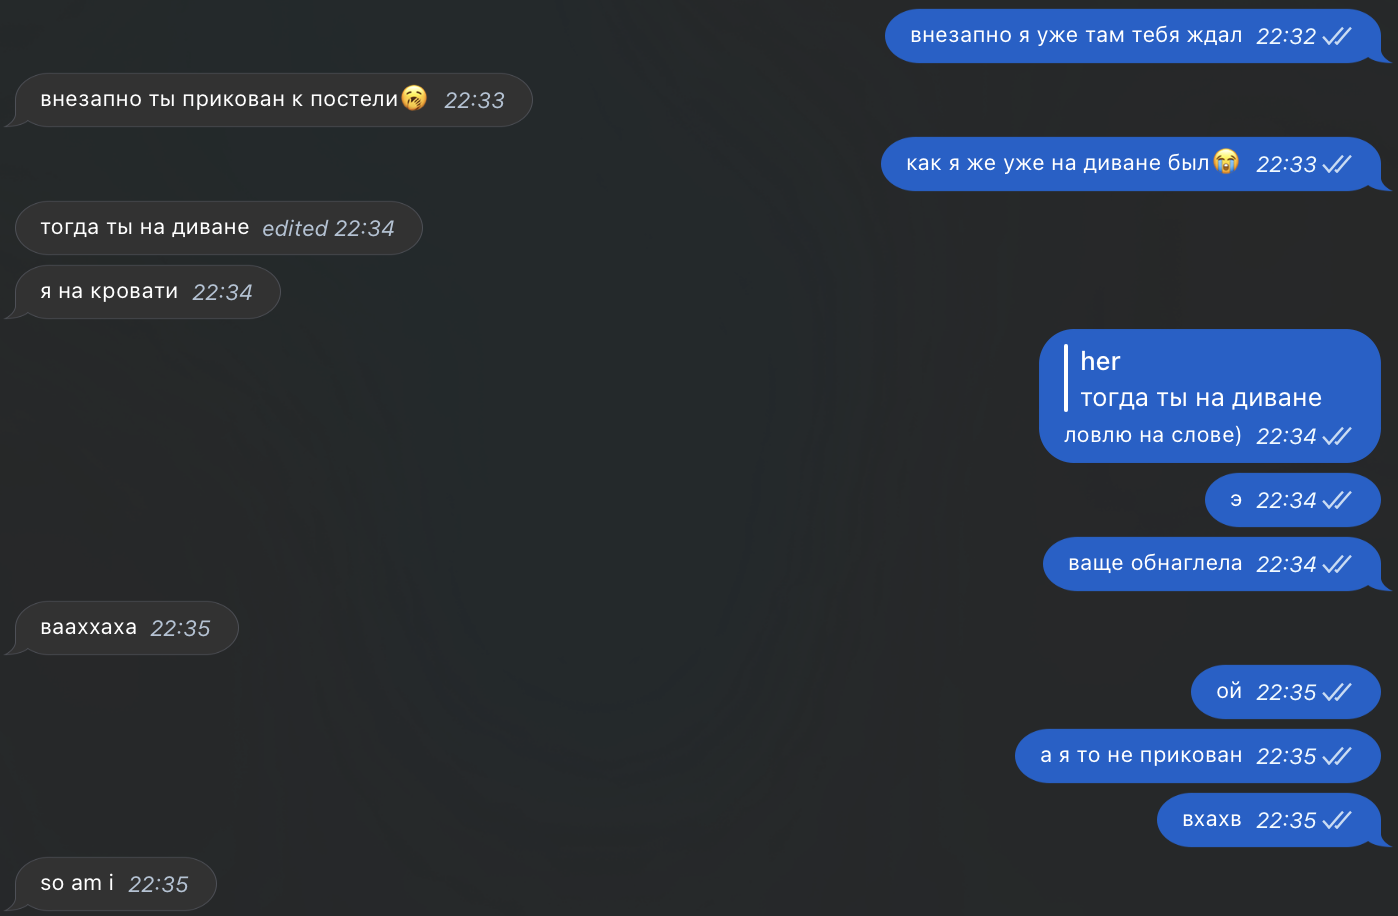 внезапно я уже там тебя ждал 22:32
внезапно ты прикован к постели🥱 22:33
как я же уже на диване был😭 22:33
тогда ты на диване edited 22:34
я на кровати 22:34
her
тогда ты на диване
ловлю на слове) 22:34
э 22:34
ваще обнаглела 22:34
вааххаха 22:35
ой 22:35
а я то не прикован 22:35
вхахв 22:35
so am i 22:35